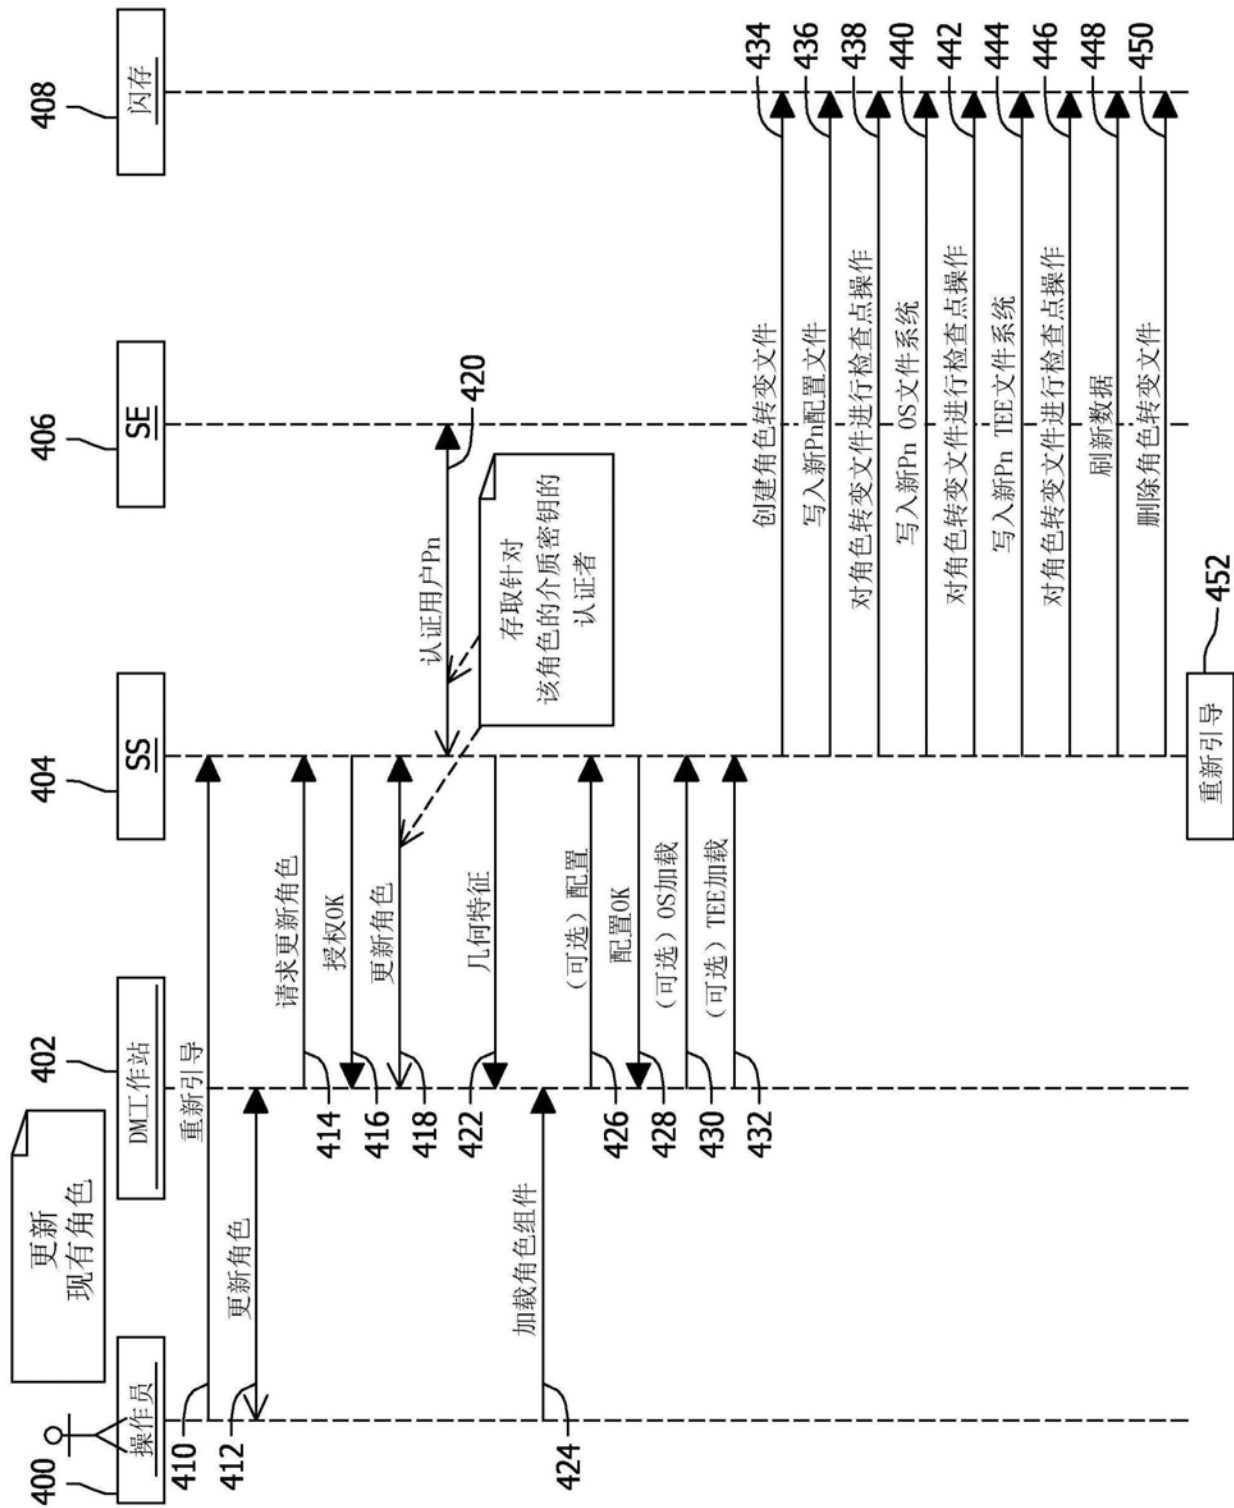 更新
现有角色
400
操作员
402
DM工作站
404
SS
406
SE
408
闪存
410
重新引导
412
更新角色
414
请求更新角色
416
授权OK
418
更新角色
认证用户Pn
420
存取针对
该角色的介质密钥的
认证者
422
几何特征
424
加载角色组件
426
（可选）配置
428
配置OK
430
（可选）OS加载
432
（可选）TEE加载
创建角色转变文件
434
写入新Pn配置文件
436
对角色转变文件进行检查点操作
438
写入新Pn OS文件系统
440
对角色转变文件进行检查点操作
442
写入新Pn TEE文件系统
444
对角色转变文件进行检查点操作
446
刷新数据
448
删除角色转变文件
450
重新引导
452